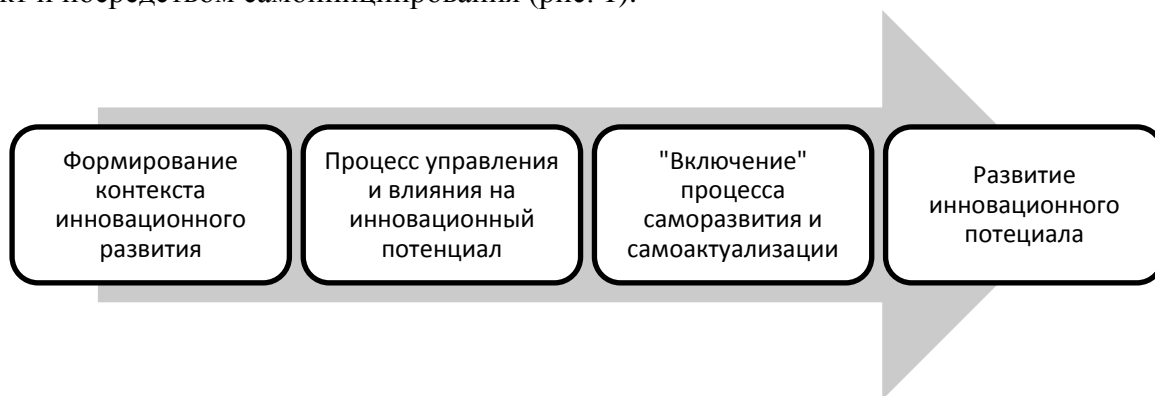 посредством самоинициирования (рис. 1).
Формирование
контекста
инновационного
развития
Процесс управления
и влияния на
инновационный
потенциал
"Включение"
процесса
саморазвития и
самоактуализации
Развитие
инновационного
потециала